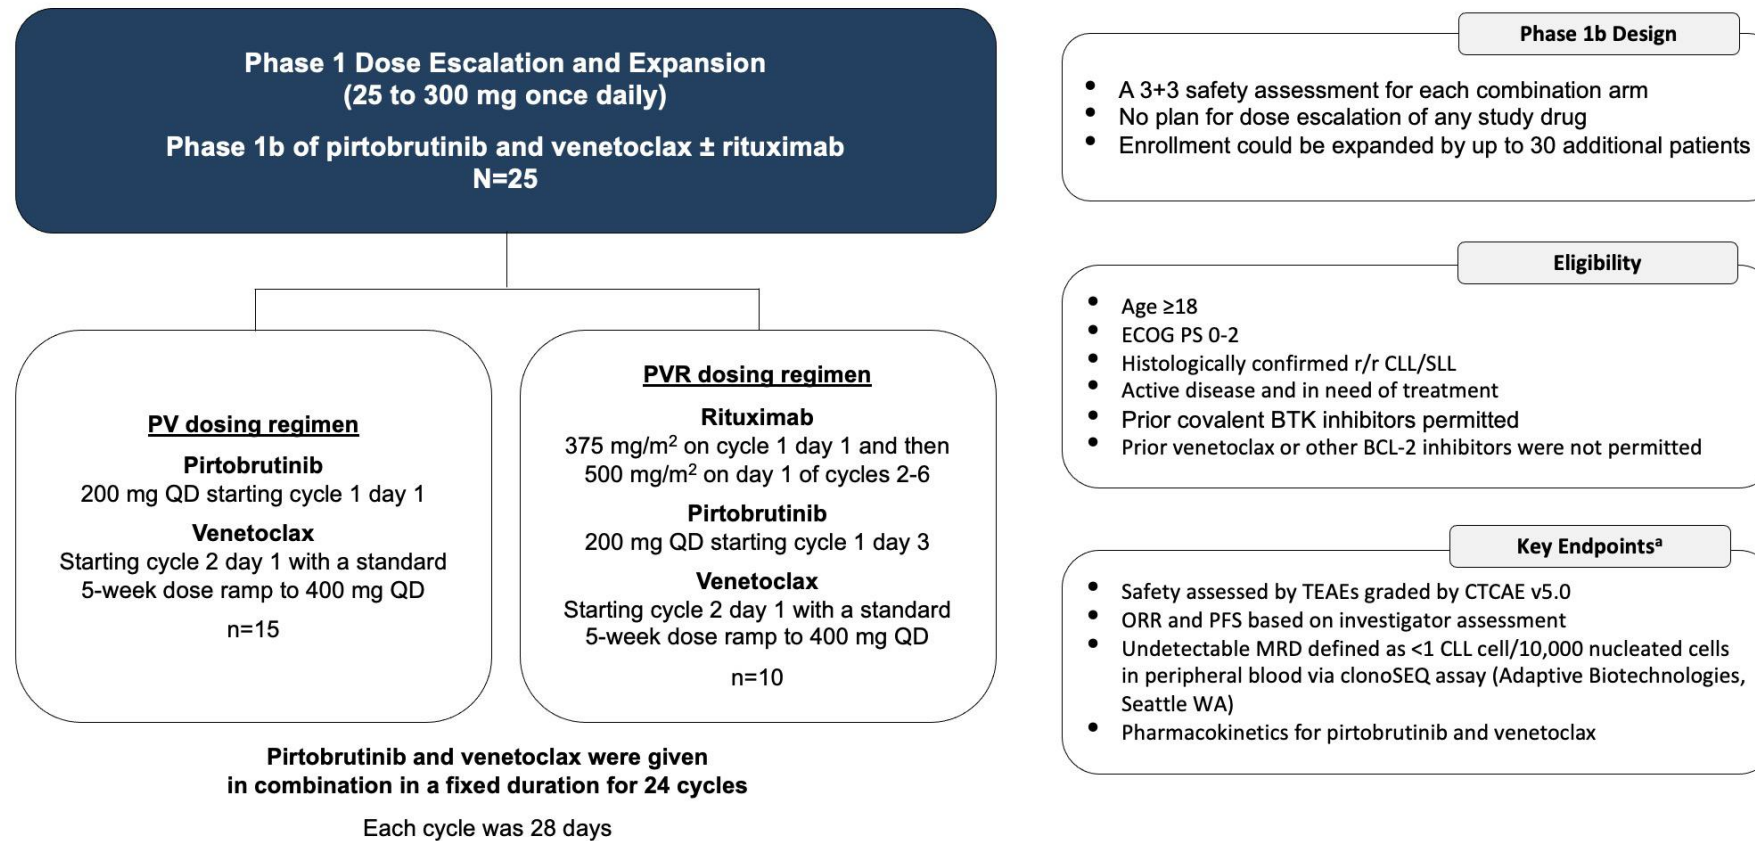 Phase 1 Dose Escalation and Expansion
(25 to 300 mg once daily)
Phase 1b of pirtobrutinib and venetoclax ± rituximab
N=25
PV dosing regimen
Pirtobrutinib
200 mg QD starting cycle 1 day 1
Venetoclax
Starting cycle 2 day 1 with a standard
5-week dose ramp to 400 mg QD
n=15
PVR dosing regimen
Rituximab
375 mg/m² on cycle 1 day 1 and then
500 mg/m² on day 1 of cycles 2-6
Pirtobrutinib
200 mg QD starting cycle 1 day 3
Venetoclax
Starting cycle 2 day 1 with a standard
5-week dose ramp to 400 mg QD
n=10
Pirtobrutinib and venetoclax were given
in combination in a fixed duration for 24 cycles
Each cycle was 28 days
Phase 1b Design
• A 3+3 safety assessment for each combination arm
• No plan for dose escalation of any study drug
• Enrollment could be expanded by up to 30 additional patients
Eligibility
• Age ≥18
• ECOG PS 0-2
• Histologically confirmed r/r CLL/SLL
• Active disease and in need of treatment
• Prior covalent BTK inhibitors permitted
• Prior venetoclax or other BCL-2 inhibitors were not permitted
Key Endpointsᵃ
• Safety assessed by TEAEs graded by CTCAE v5.0
• ORR and PFS based on investigator assessment
• Undetectable MRD defined as <1 CLL cell/10,000 nucleated cells
in peripheral blood via clonoSEQ assay (Adaptive Biotechnologies,
Seattle WA)
• Pharmacokinetics for pirtobrutinib and venetoclax